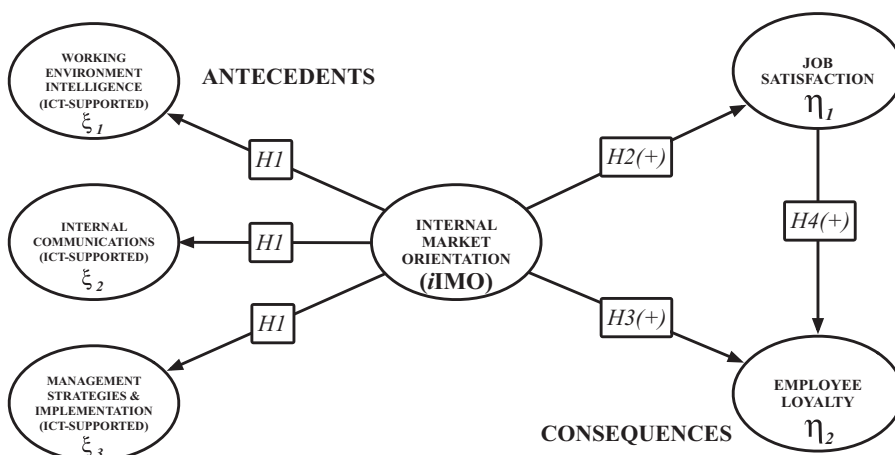 WORKING
ENVIRONMENT
INTELLIGENCE
(ICT-SUPPORTED)
ξ1
ANTECEDENTS
JOB
SATISFACTION
η1
H1
H2(+)
INTERNAL
COMMUNICATIONS
(ICT-SUPPORTED)
ξ2
H1
INTERNAL
MARKET
ORIENTATION
(iIMO)
H4(+)
H1
H3(+)
MANAGEMENT
STRATEGIES &
IMPLEMENTATION
(ICT-SUPPORTED)
ξ3
CONSEQUENCES
EMPLOYEE
LOYALTY
η2